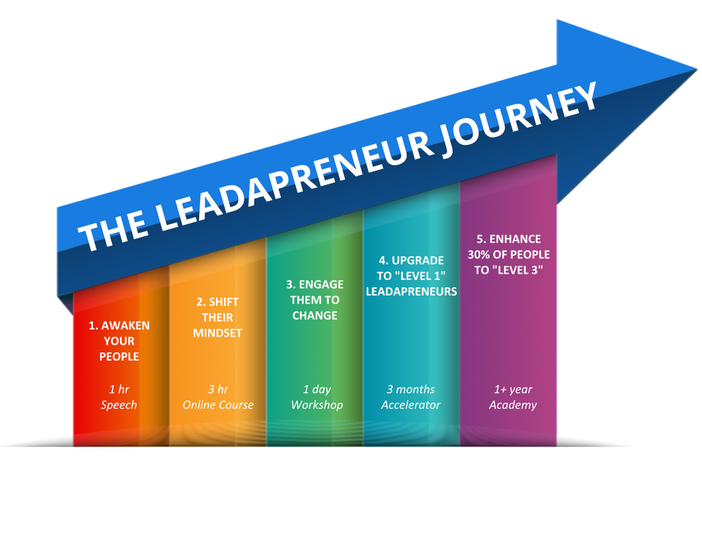 THE LEADAPRENEUR JOURNEY
1. AWAKEN
YOUR
PEOPLE
1 hr
Speech
2. SHIFT
THEIR
MINDSET
3 hr
Online Course
3. ENGAGE
THEM TO
CHANGE
1 day
Workshop
4. UPGRADE
TO "LEVEL 1"
LEADAPRENEURS
3 months
Accelerator
5. ENHANCE
30% OF PEOPLE
TO "LEVEL 3"
1+ year
Academy